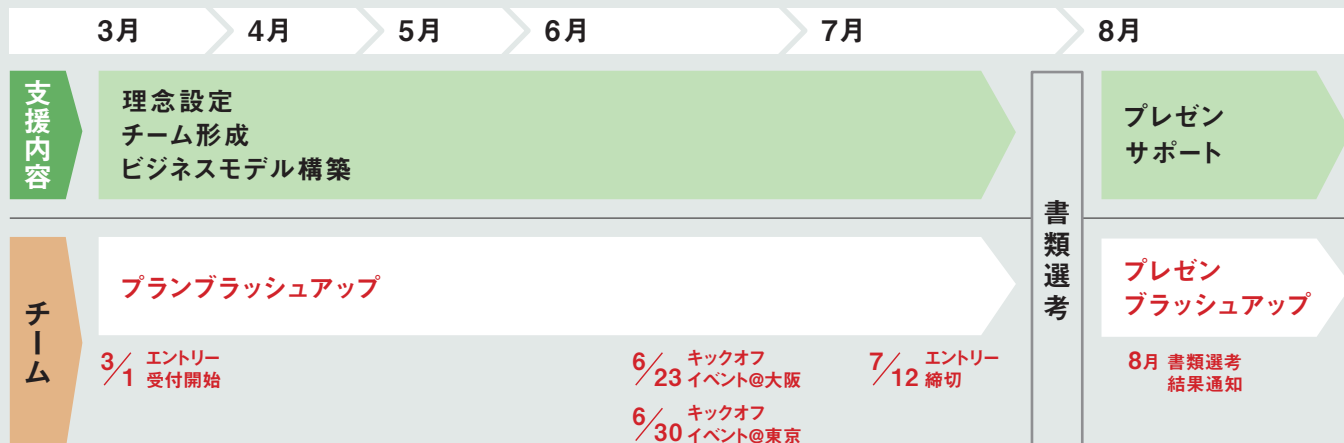 3月
4月
5月
6月
7月
8月
支援内容
理念設定
チーム形成
ビジネスモデル構築
書類選考
プレゼン
サポート
チーム
プランブラッシュアップ
プレゼン
ブラッシュアップ
3/1 エントリー
受付開始
6/23 キックオフ
イベント@大阪
6/30 キックオフ
イベント@東京
7/12 エントリー
締切
8月 書類選考
結果通知